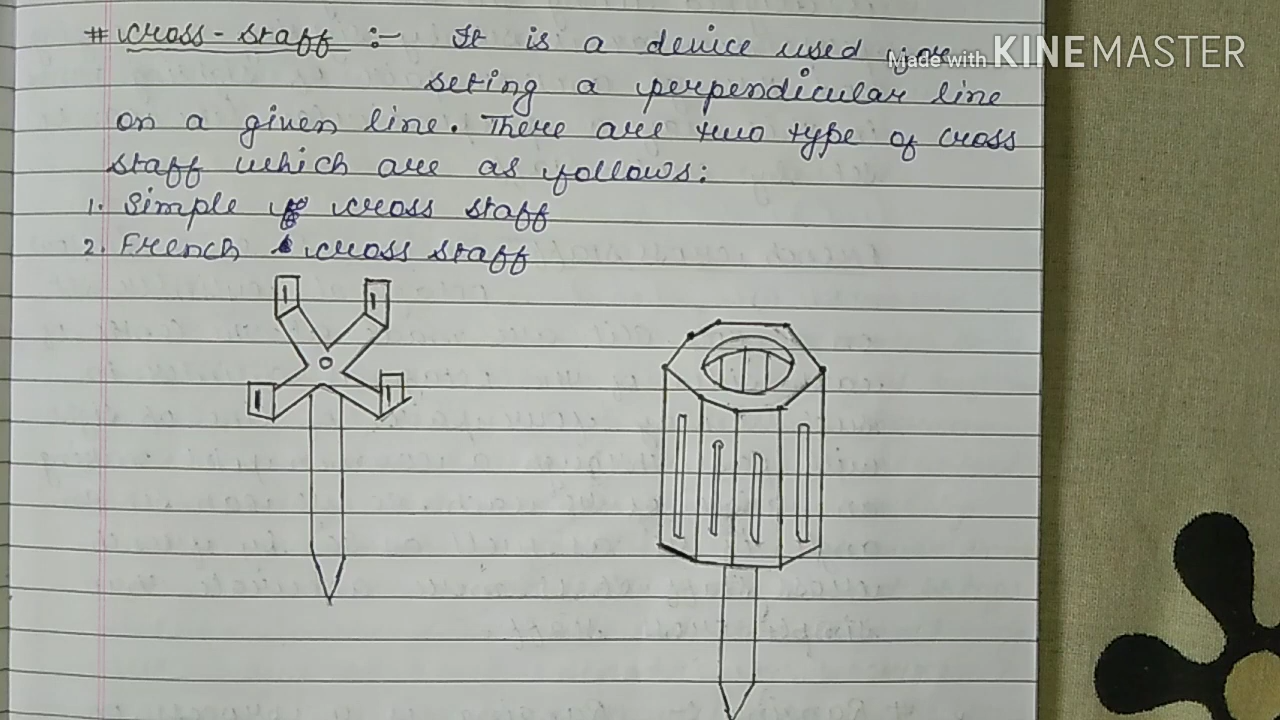 # cross-staff :- It is a device used for
Made with KINEMASTER
seting a perpendicular line
on a given line. There are two type of cross
staff which are as follows:
1. Simple cross staff
2. French cross staff